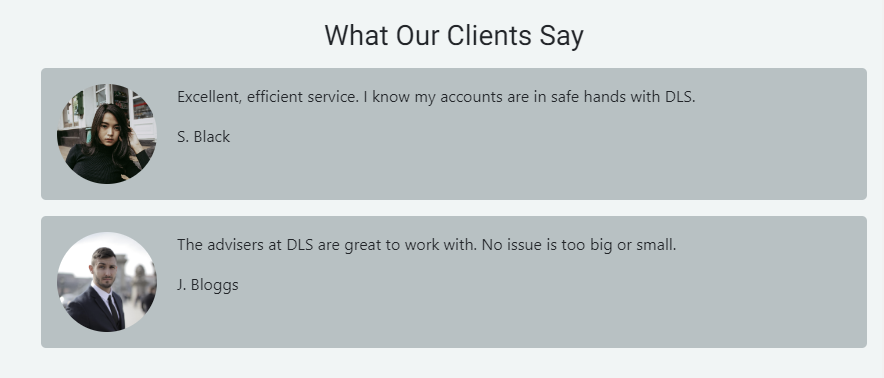 What Our Clients Say
Excellent, efficient service. I know my accounts are in safe hands with DLS.
S. Black
The advisers at DLS are great to work with. No issue is too big or small.
J. Bloggs